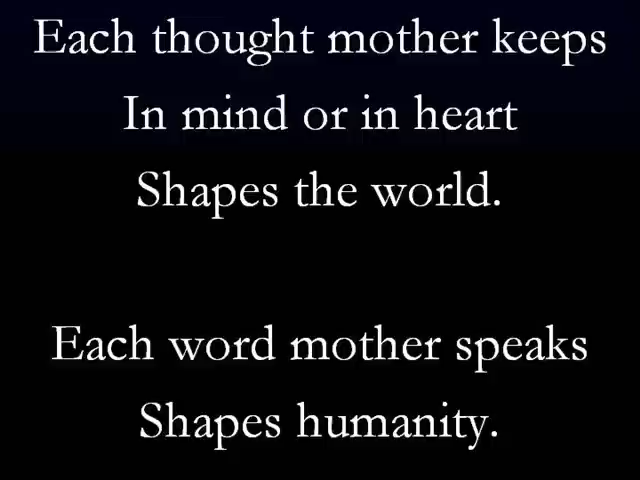 Each thought mother keeps
In mind or in heart
Shapes the world.
Each word mother speaks
Shapes humanity.